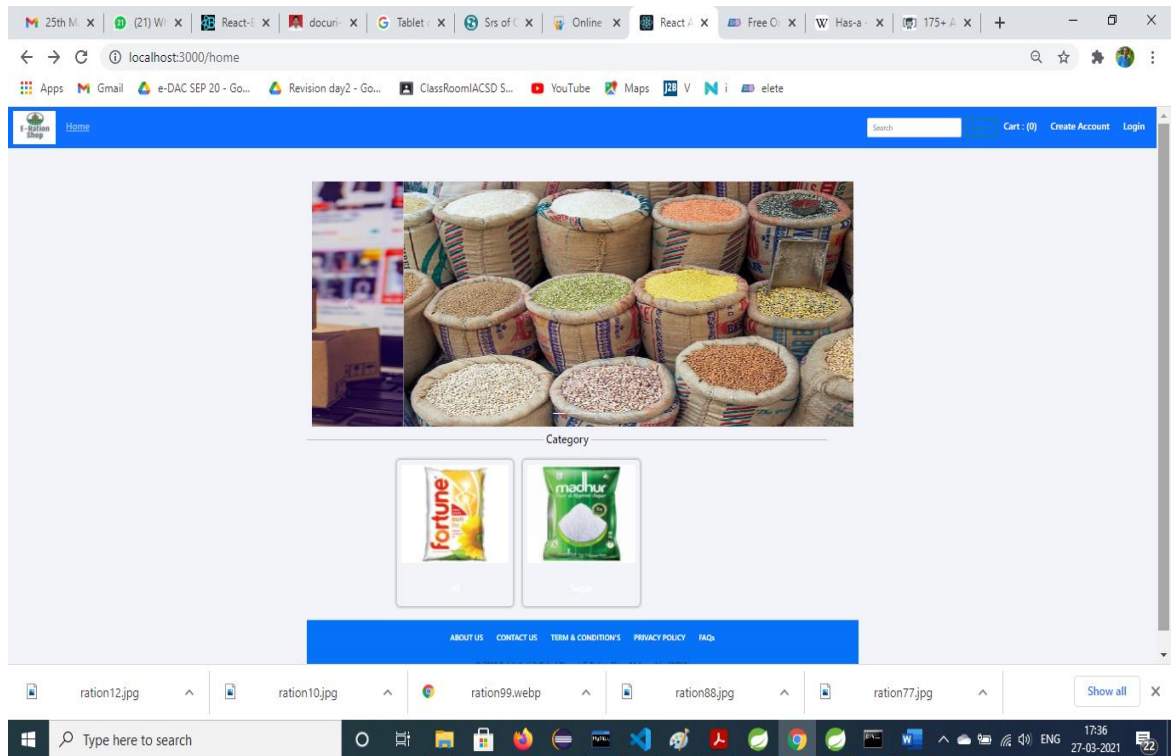 25th M (21) W React- docuri- Tablet Srs of Online React A Free O Has-a 175+ A
localhost:3000/home
Apps Gmail e-DAC SEP 20 - Go... Revision day2 - Go... ClassRoomIACSD S... YouTube Maps V i elete
E-Ration
Shop
Home Search Cart : (0) Create Account Login
Category
fortune
madhur
ABOUT US CONTACT US TERM & CONDITION'S PRIVACY POLICY FAQs
ration12.jpg ration10.jpg ration99.webp ration88.jpg ration77.jpg Show all
Type here to search ENG 17:36
27-03-2021 22